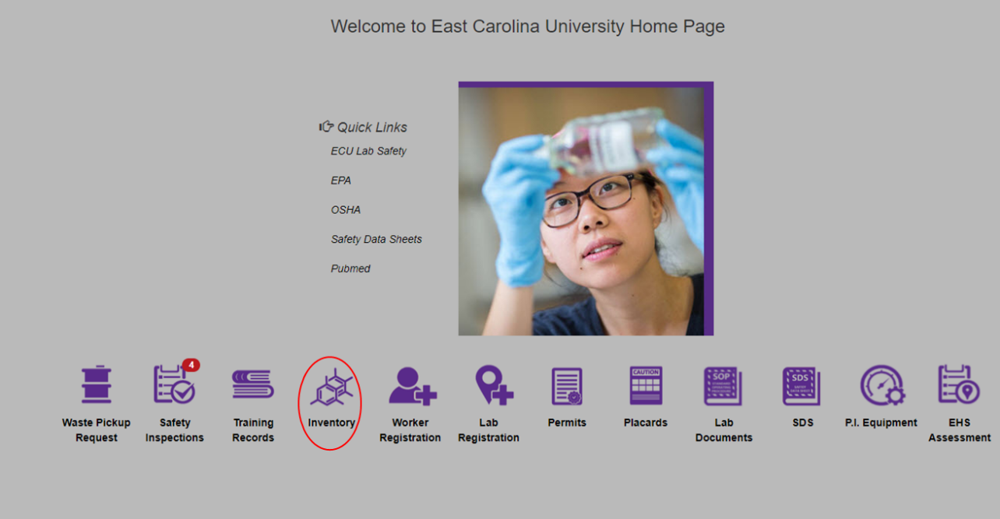 Welcome to East Carolina University Home Page
Quick Links
ECU Lab Safety
EPA
OSHA
Safety Data Sheets
Pubmed
4
CAUTION
SOP
SDS
Waste Pickup
Request
Safety
Inspections
Training
Records
Inventory
Worker
Registration
Lab
Registration
Permits
Placards
Lab
Documents
SDS
P.I. Equipment
EHS
Assessment